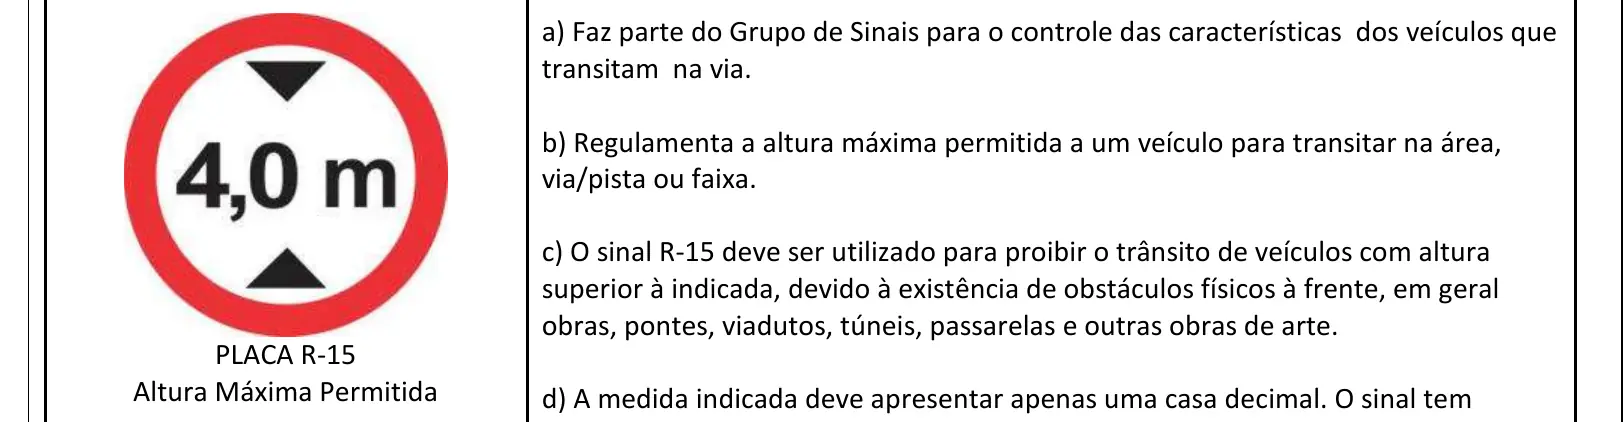 4,0 m
PLACA R-15
Altura Máxima Permitida
a) Faz parte do Grupo de Sinais para o controle das características dos veículos que
transitam na via.
b) Regulamenta a altura máxima permitida a um veículo para transitar na área,
via/pista ou faixa.
c) O sinal R-15 deve ser utilizado para proibir o trânsito de veículos com altura
superior à indicada, devido à existência de obstáculos físicos à frente, em geral
obras, pontes, viadutos, túneis, passarelas e outras obras de arte.
d) A medida indicada deve apresentar apenas uma casa decimal. O sinal tem